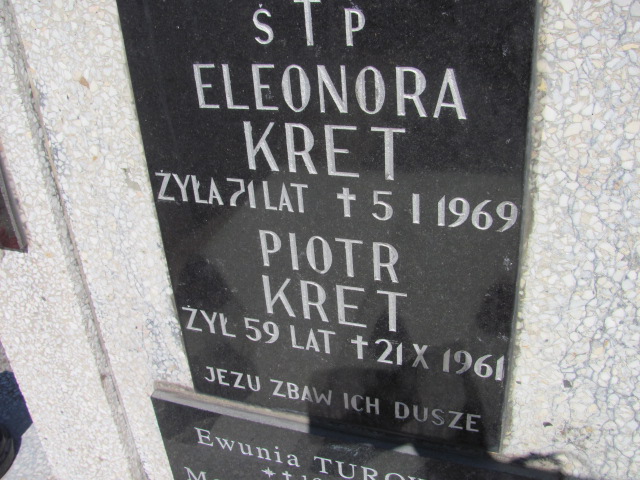 Ś † P
ELEONORA
KRET
ŻYŁA 71 LAT † 5 I 1969
PIOTR
KRET
ŻYŁ 59 LAT † 21 X 1961
JEZU ZBAW ICH DUSZE
Ewunia